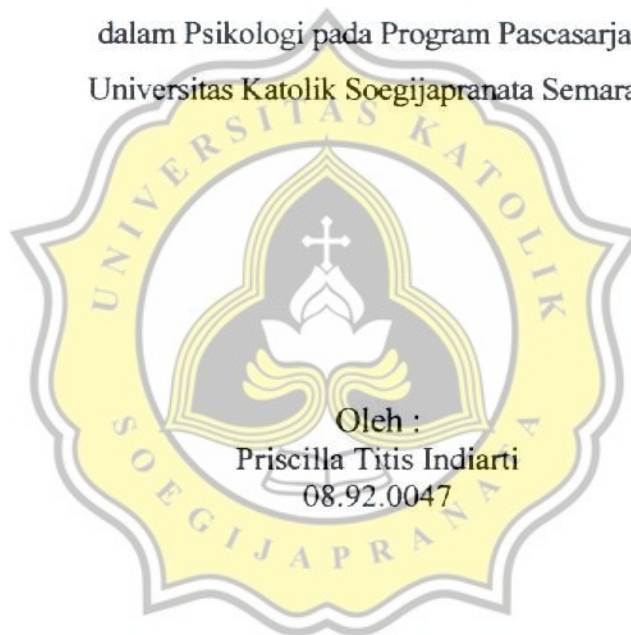 dalam Psikologi pada Program Pascasarja
Universitas Katolik Soegijapranata Semara
UNIVERSITAS KATOLIK
Oleh :
Priscilla Titis Indiarti
08.92.0047
SOEGIJAPRANATA